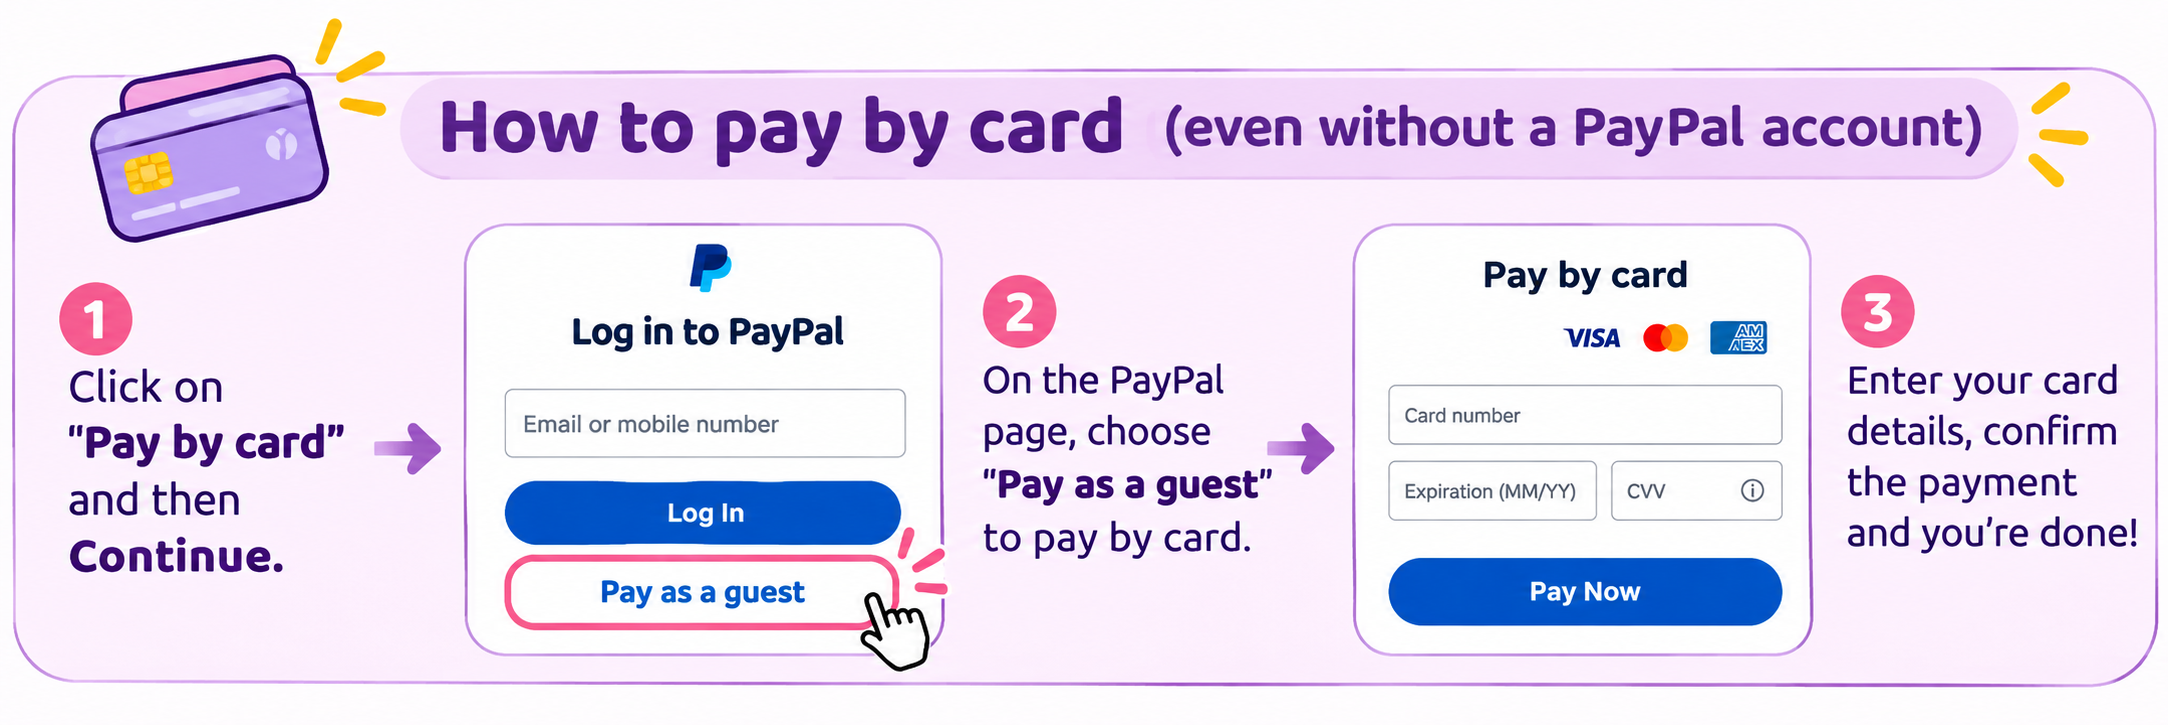 How to pay by card (even without a PayPal account)
1
Click on
"Pay by card"
and then
Continue.
Log in to PayPal
Email or mobile number
Log In
Pay as a guest
2
On the PayPal
page, choose
"Pay as a guest"
to pay by card.
Pay by card
VISA
AM
EX
Card number
Expiration (MM/YY)
CVV
Pay Now
3
Enter your card
details, confirm
the payment
and you're done!